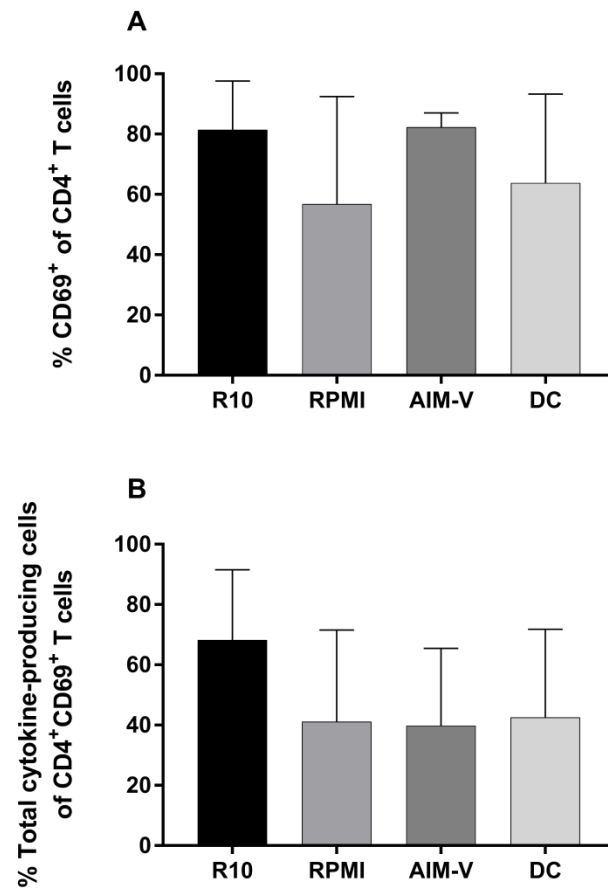 A
% CD69⁺ of CD4⁺ T cells
100
80
60
40
20
0
R10 RPMI AIM-V DC
B
% Total cytokine-producing cells
of CD4⁺CD69⁺ T cells
100
80
60
40
20
0
R10 RPMI AIM-V DC